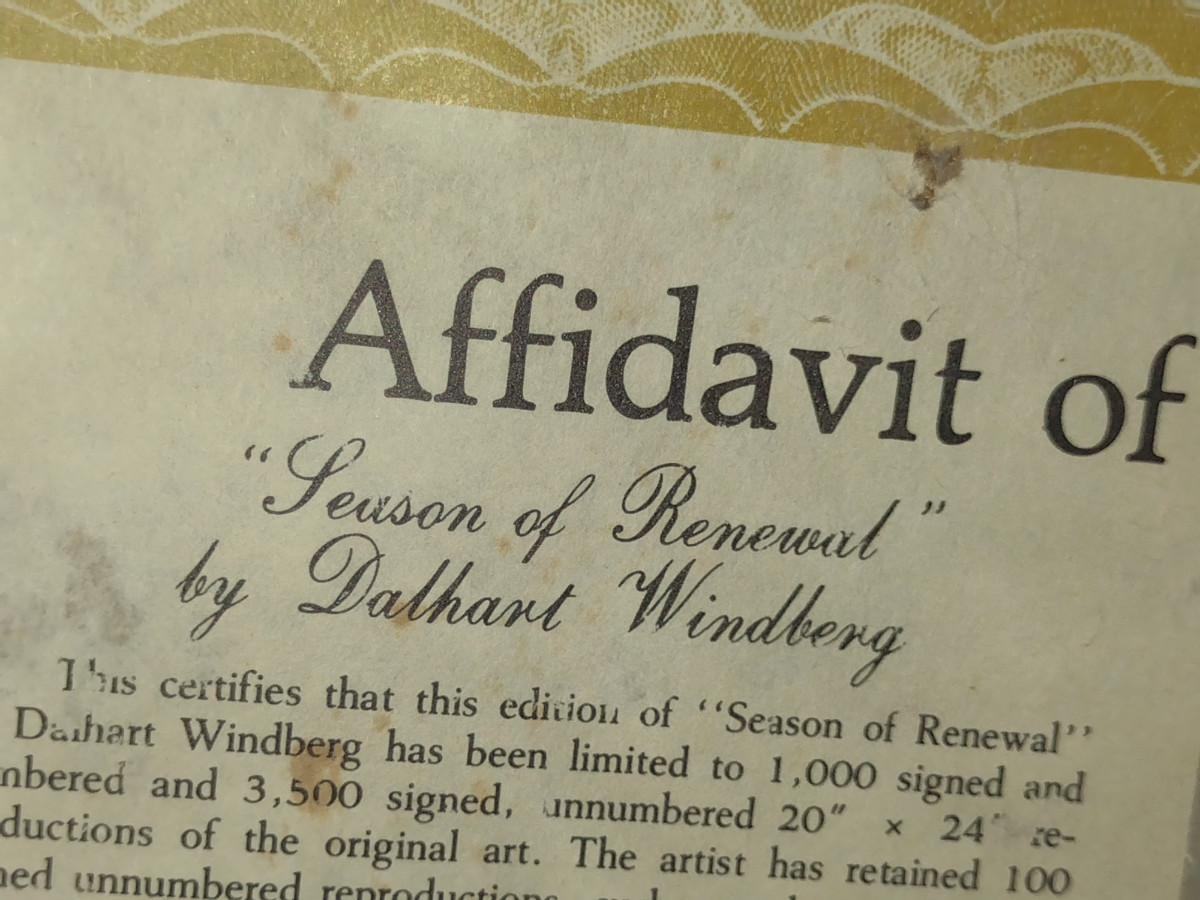 Affidavit of
“Season of Renewal”
by Dalhart Windberg
This certifies that this edition of “Season of Renewal”
Dalhart Windberg has been limited to 1,000 signed and
nbered and 3,500 signed, unnumbered 20" × 24" re-
ductions of the original art. The artist has retained 100
ned unnumbered reproductions